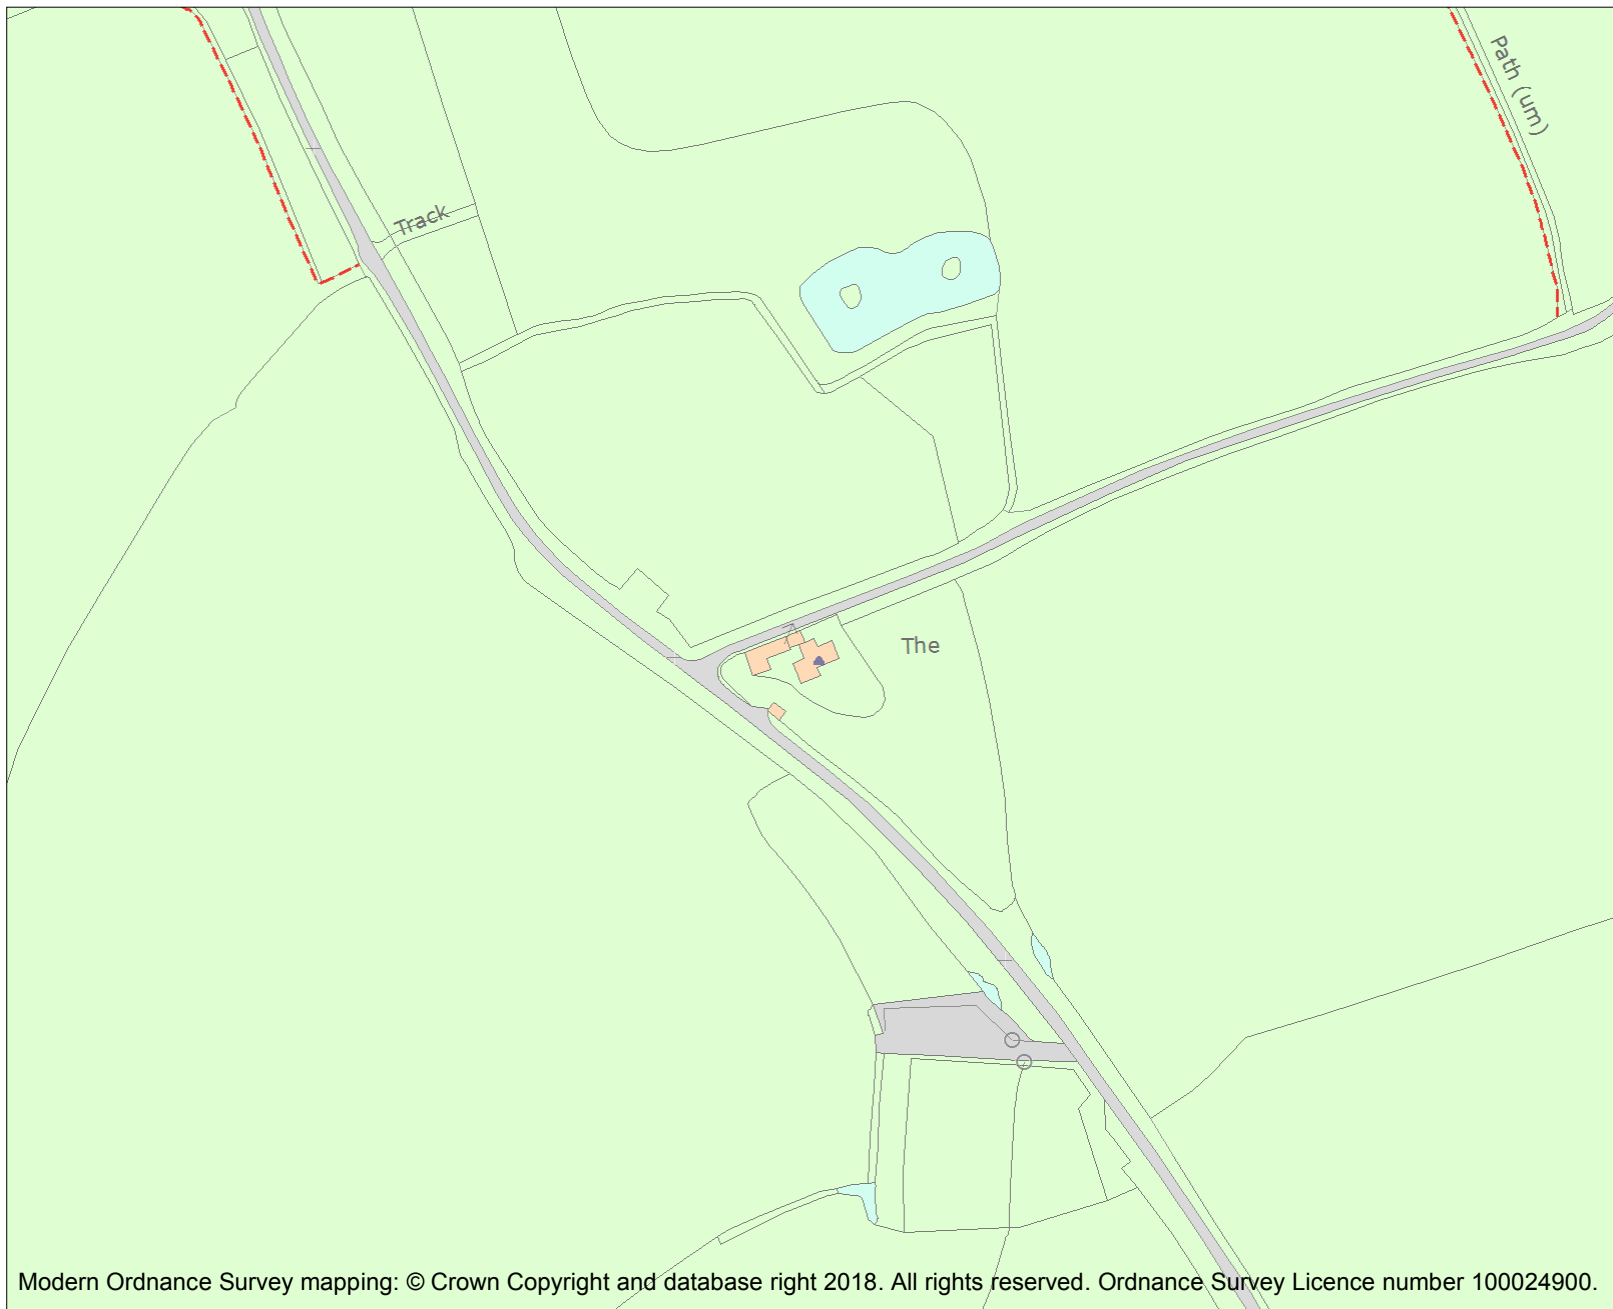 Path (um)
Track
The
Modern Ordnance Survey mapping: © Crown Copyright and database right 2018. All rights reserved. Ordnance Survey Licence number 100024900.